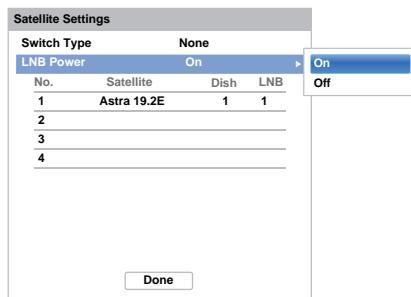 Satellite Settings
Switch Type None
LNB Power On
On
Off
No. Satellite Dish LNB
1 Astra 19.2E 1 1
2
3
4
Done